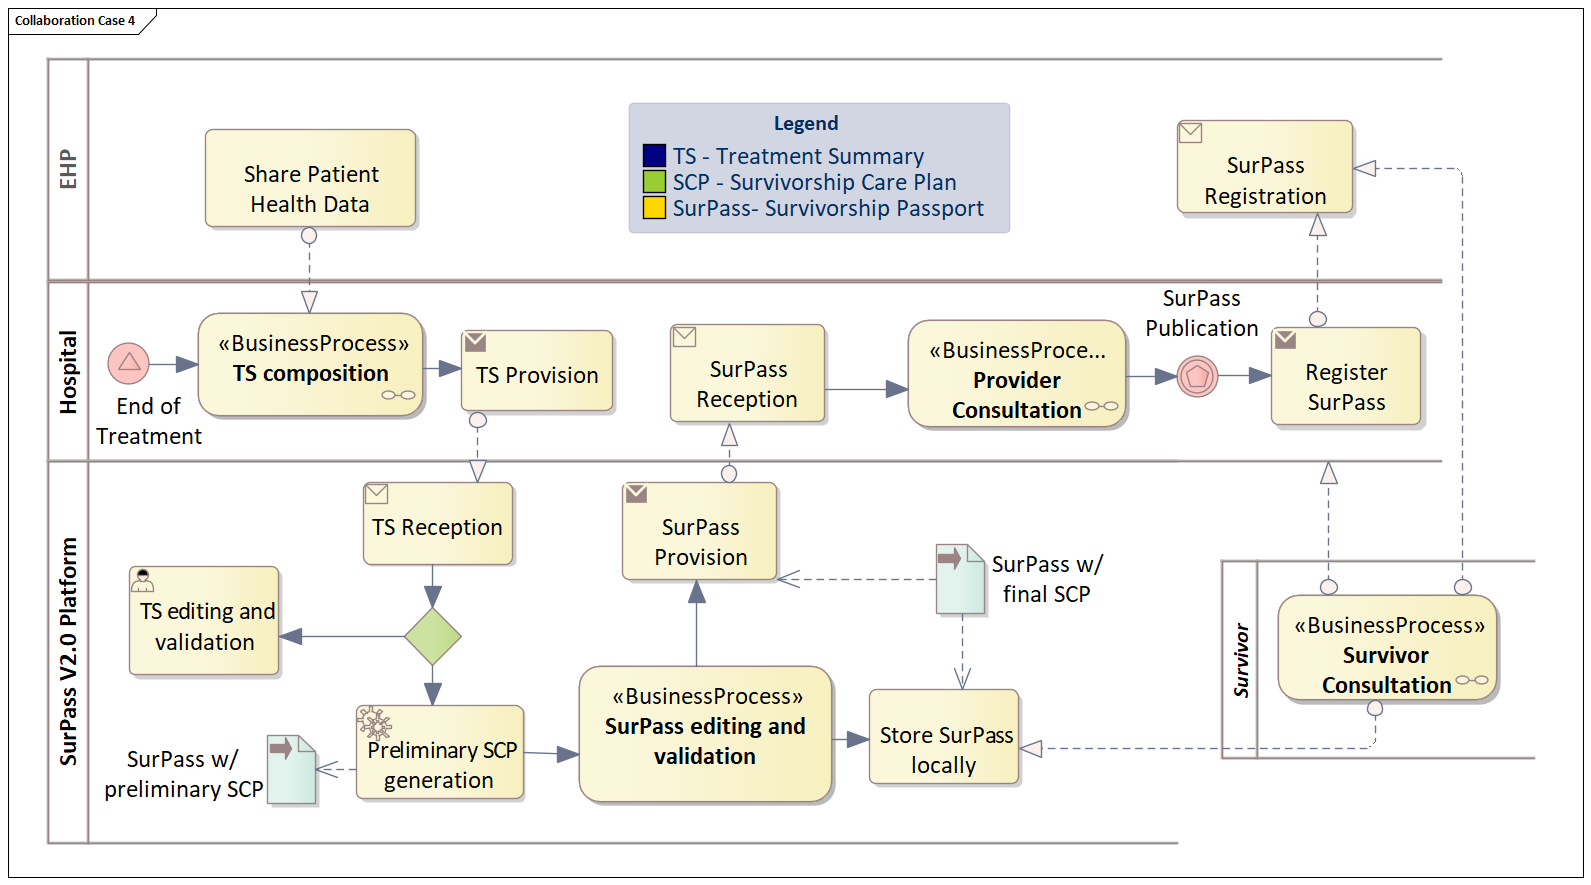 Collaboration Case 4
EHP
Share Patient
Health Data
Legend
TS - Treatment Summary
SCP - Survivorship Care Plan
SurPass- Survivorship Passport
SurPass
Registration
Hospital
End of
Treatment
«BusinessProcess»
TS composition
TS Provision
SurPass
Reception
«BusinessProce...
Provider
Consultation
SurPass
Publication
Register
SurPass
SurPass V2.0 Platform
TS Reception
TS editing and
validation
SurPass w/
preliminary SCP
Preliminary SCP
generation
SurPass
Provision
«BusinessProcess»
SurPass editing and
validation
SurPass w/
final SCP
Store SurPass
locally
Survivor
«BusinessProcess»
Survivor
Consultation